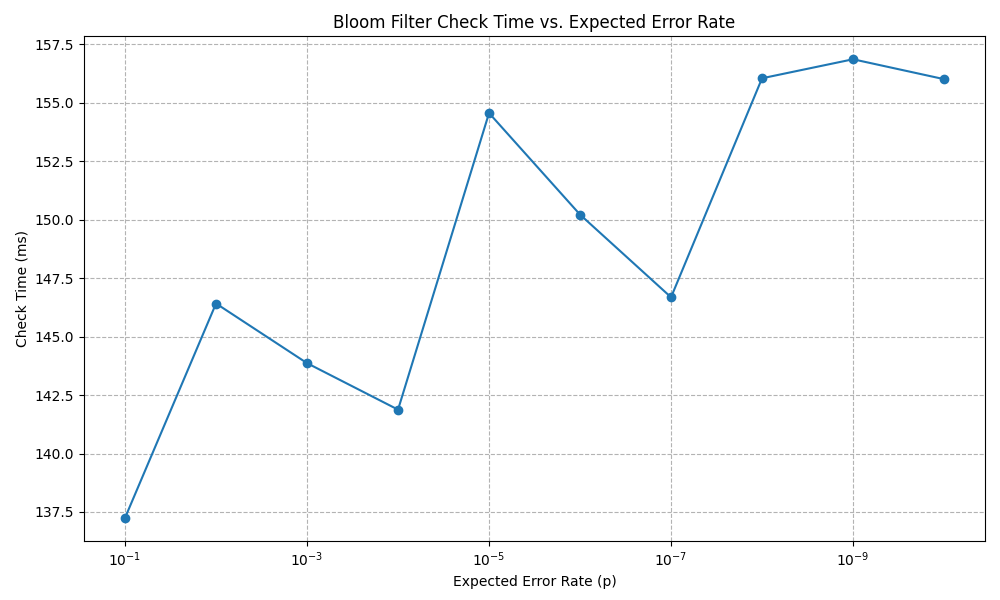 Bloom Filter Check Time vs. Expected Error Rate
157.5
155.0
152.5
150.0
147.5
145.0
142.5
140.0
137.5
Check Time (ms)
10⁻¹ 10⁻³ 10⁻⁵ 10⁻⁷ 10⁻⁹
Expected Error Rate (p)